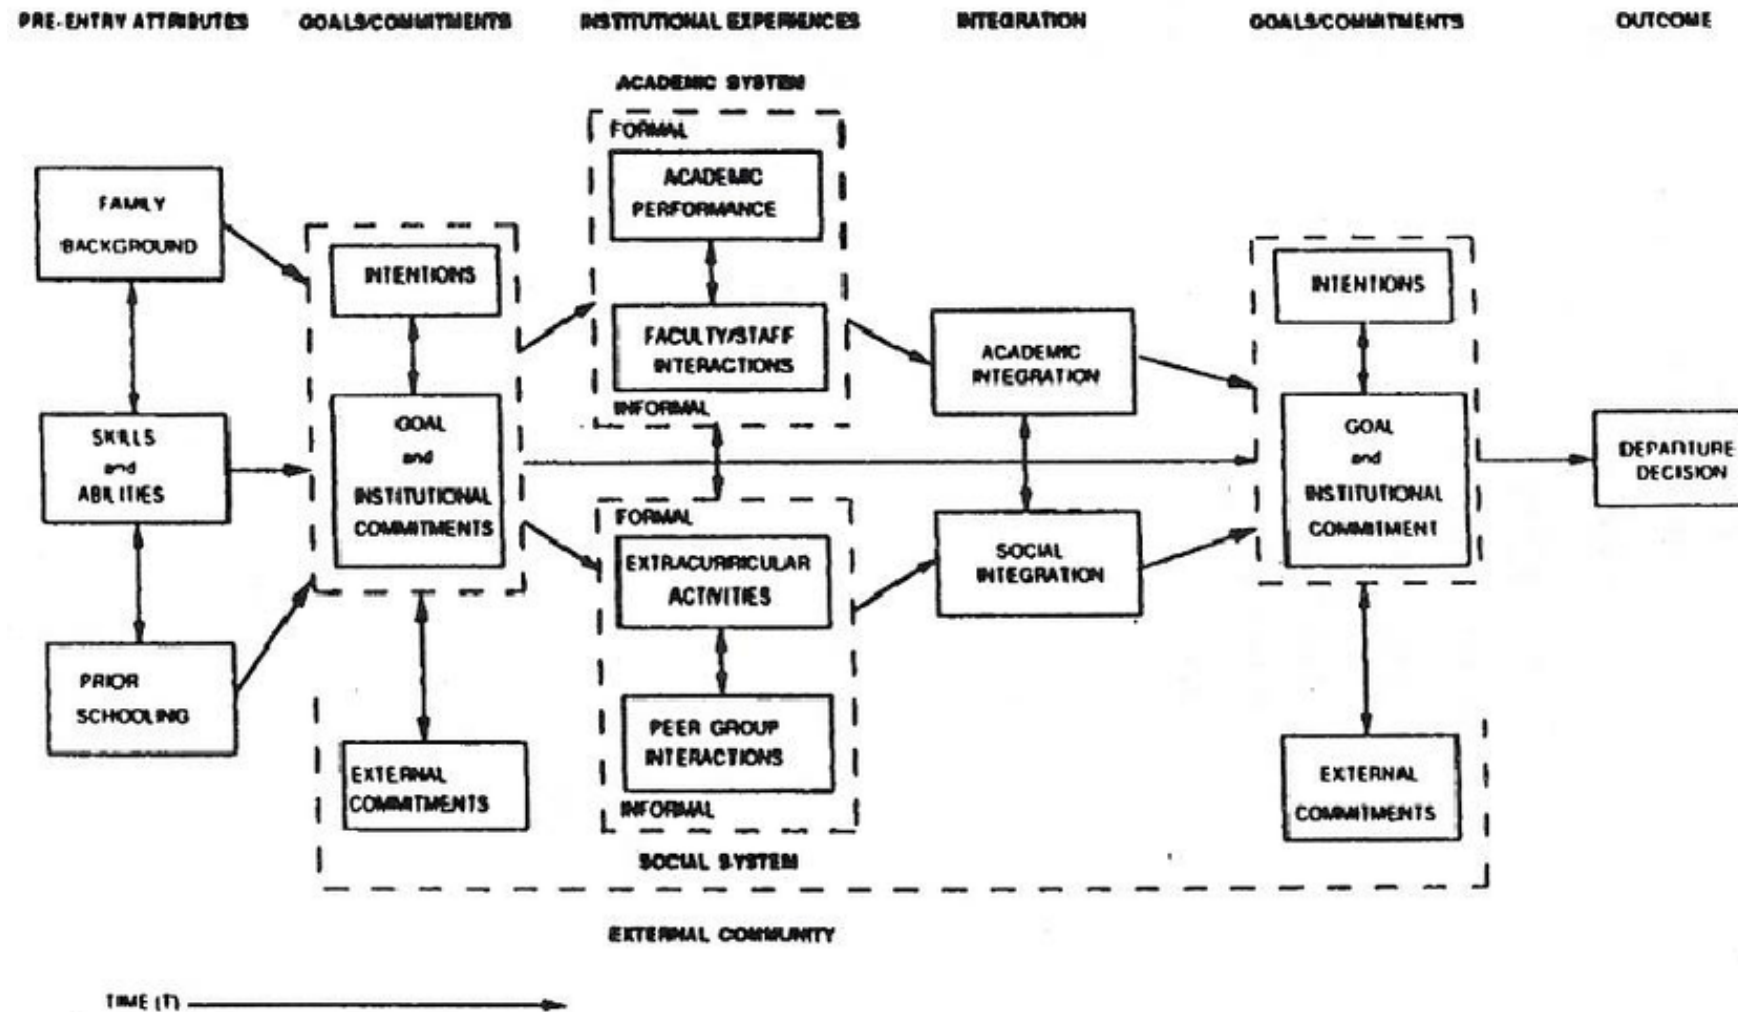 PRE-ENTRY ATTRIBUTES
GOALS/COMMITMENTS
INSTITUTIONAL EXPERIENCES
INTEGRATION
GOALS/COMMITMENTS
OUTCOME
ACADEMIC SYSTEM
FORMAL
ACADEMIC
PERFORMANCE
FACULTY/STAFF
INTERACTIONS
INFORMAL
FAMILY
BACKGROUND
SKILLS
and
ABILITIES
PRIOR
SCHOOLING
INTENTIONS
GOAL
and
INSTITUTIONAL
COMMITMENTS
EXTERNAL
COMMITMENTS
FORMAL
EXTRACURRICULAR
ACTIVITIES
PEER GROUP
INTERACTIONS
INFORMAL
SOCIAL SYSTEM
ACADEMIC
INTEGRATION
SOCIAL
INTEGRATION
INTENTIONS
GOAL
and
INSTITUTIONAL
COMMITMENT
EXTERNAL
COMMITMENTS
DEPARTURE
DECISION
EXTERNAL COMMUNITY
TIME (T)